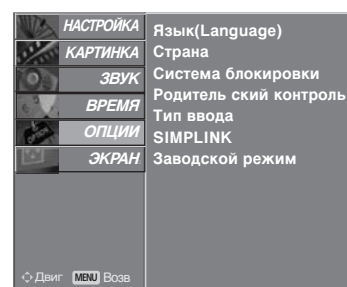 НАСТРОЙКА
КАРТИНКА
ЗВУК
ВРЕМЯ
ОПЦИИ
ЭКРАН
Язык(Language)
Страна
Система блокировки
Родитель ский контроль
Тип ввода
SIMPLINK
Заводской режим
Двиг MENU Возв